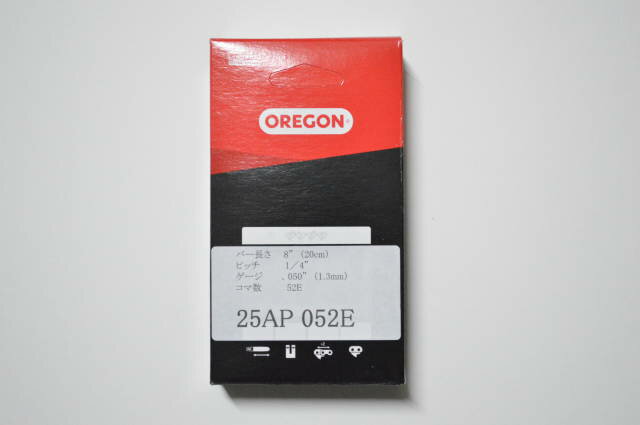 OREGON
バー長さ 8" (20cm)
ピッチ 1/4"
ゲージ .050" (1.3mm)
コマ数 52E
25AP 052E